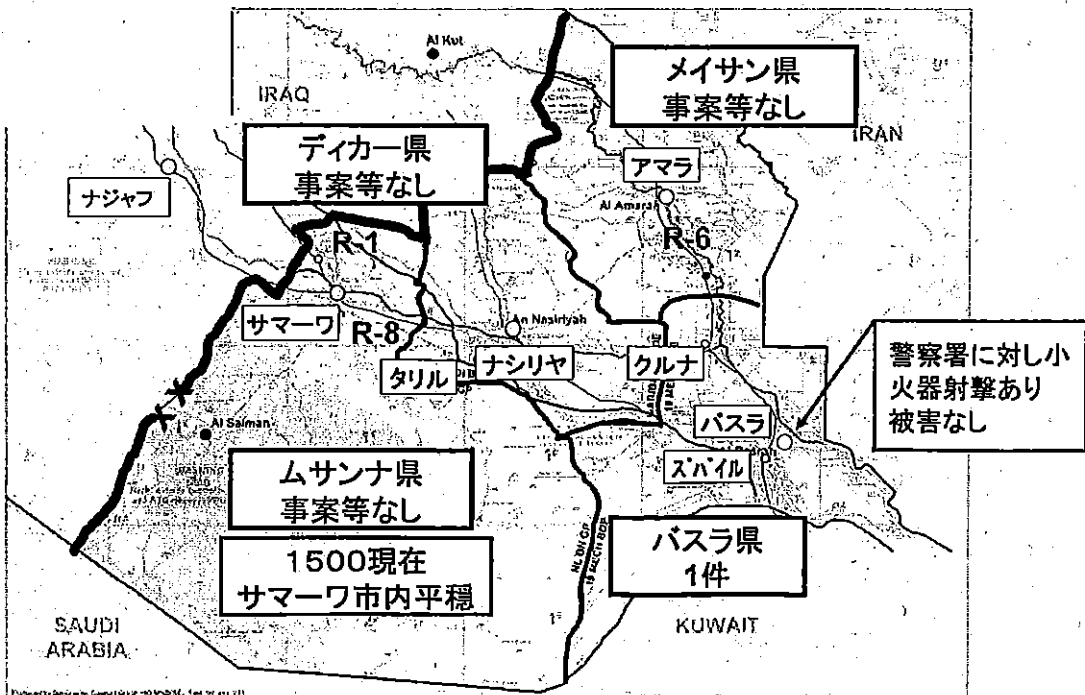 Al Kut
メイサン県
事案等なし
IRAQ
IRAN
ディカー県
事案等なし
アマラ
ナジャフ
Al Amarah
R-6
R-1
サマーワ
R-8
An Nasiriyah
タリル
ナシリヤ
クルナ
警察署に対し小
火器射撃あり
被害なし
バスラ
Al Salman
ズバイル
ムサンナ県
事案等なし
バスラ県
1件
1500現在
サマーワ市内平穏
SAUDI
ARABIA
KUWAIT